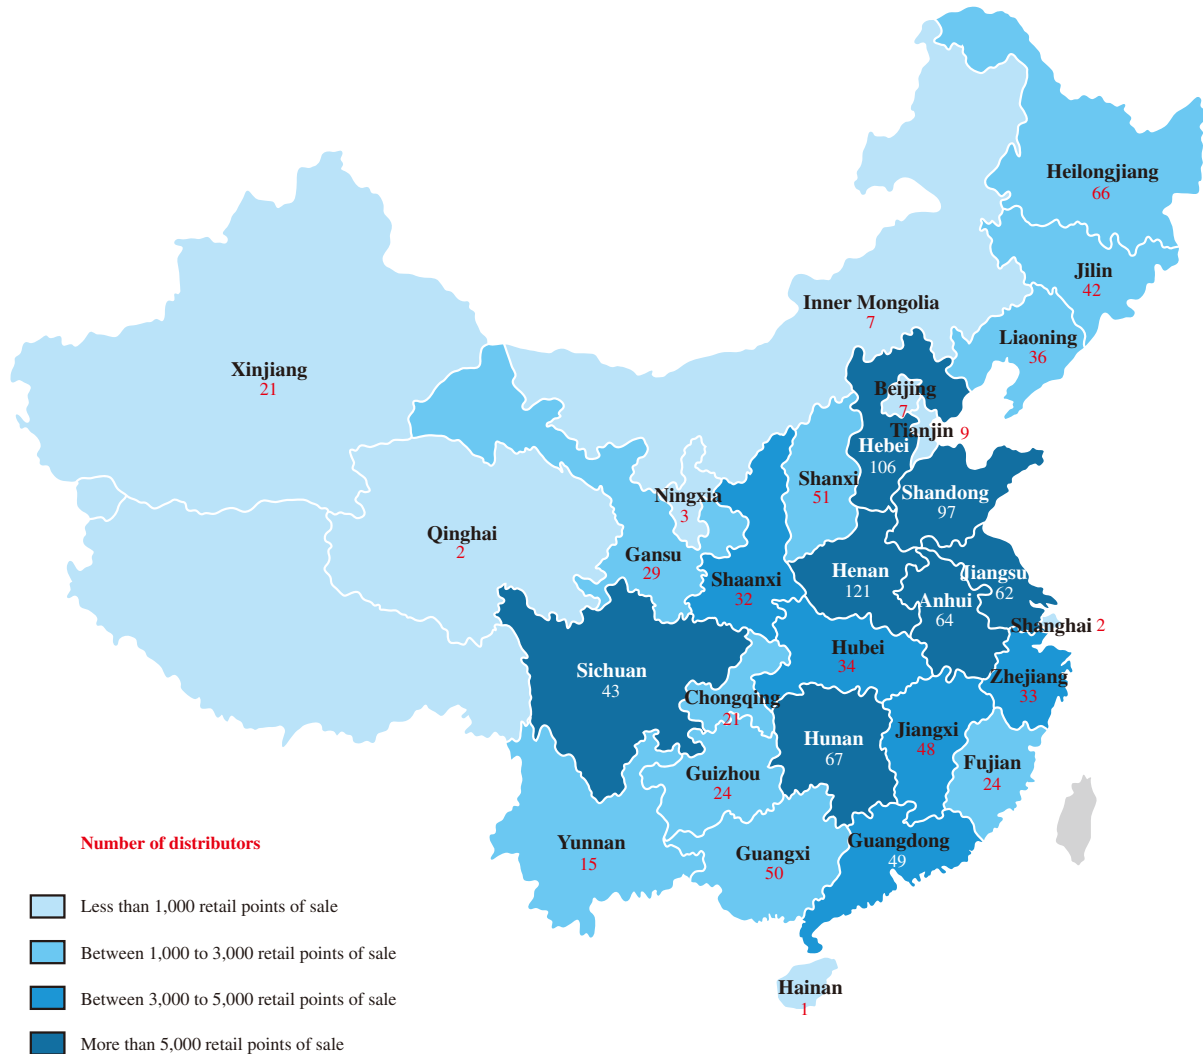 Heilongjiang
66
Jilin
42
Inner Mongolia
7
Liaoning
36
Xinjiang
21
Beijing
7
Tianjin 9
Hebei
106
Shanxi
51
Shandong
97
Ningxia
3
Qinghai
2
Gansu
29
Shaanxi
32
Henan
121
Jiangsu
62
Anhui
64
Shanghai 2
Hubei
34
Sichuan
43
Zhejiang
33
Chongqing
21
Hunan
67
Jiangxi
48
Fujian
24
Guizhou
24
Yunnan
15
Guangxi
50
Guangdong
49
Hainan
1
Number of distributors
Less than 1,000 retail points of sale
Between 1,000 to 3,000 retail points of sale
Between 3,000 to 5,000 retail points of sale
More than 5,000 retail points of sale